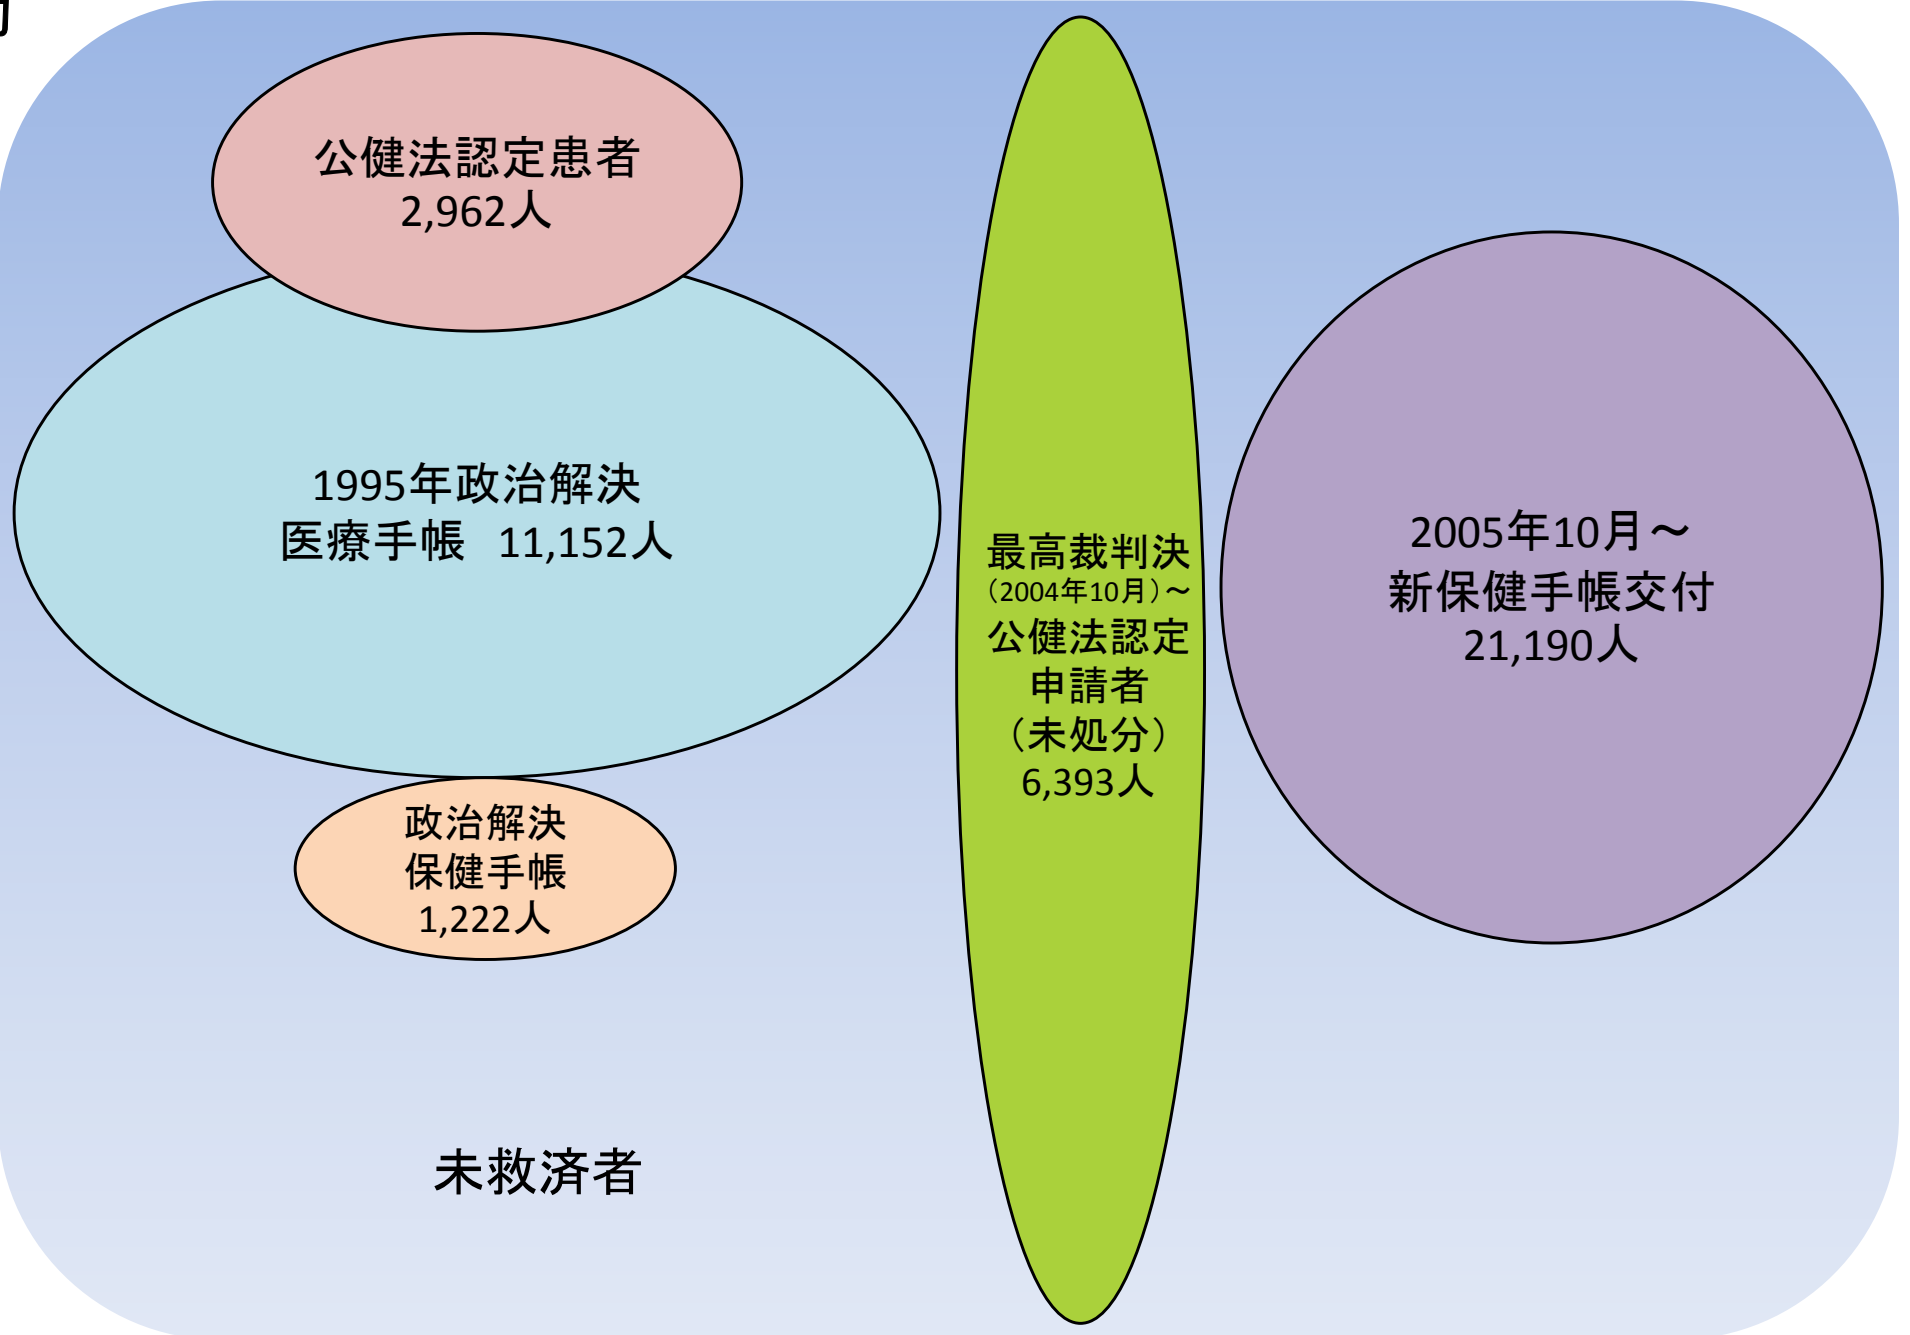 公健法認定患者
2,962人
1995年政治解決
医療手帳 11,152人
政治解決
保健手帳
1,222人
未救済者
最高裁判決
(2004年10月)～
公健法認定
申請者
(未処分)
6,393人
2005年10月～
新保健手帳交付
21,190人